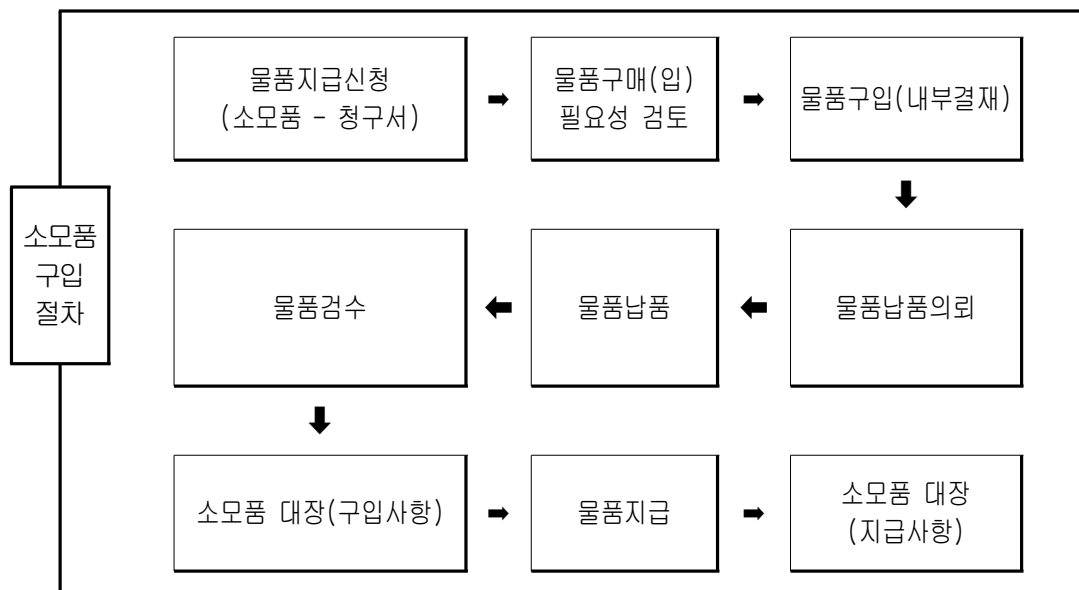 소모품
구입
절차
물품지급신청
(소모품 - 청구서)
물품구매(입)
필요성 검토
물품구입(내부결재)
물품납품의뢰
물품납품
물품검수
소모품 대장(구입사항)
물품지급
소모품 대장
(지급사항)